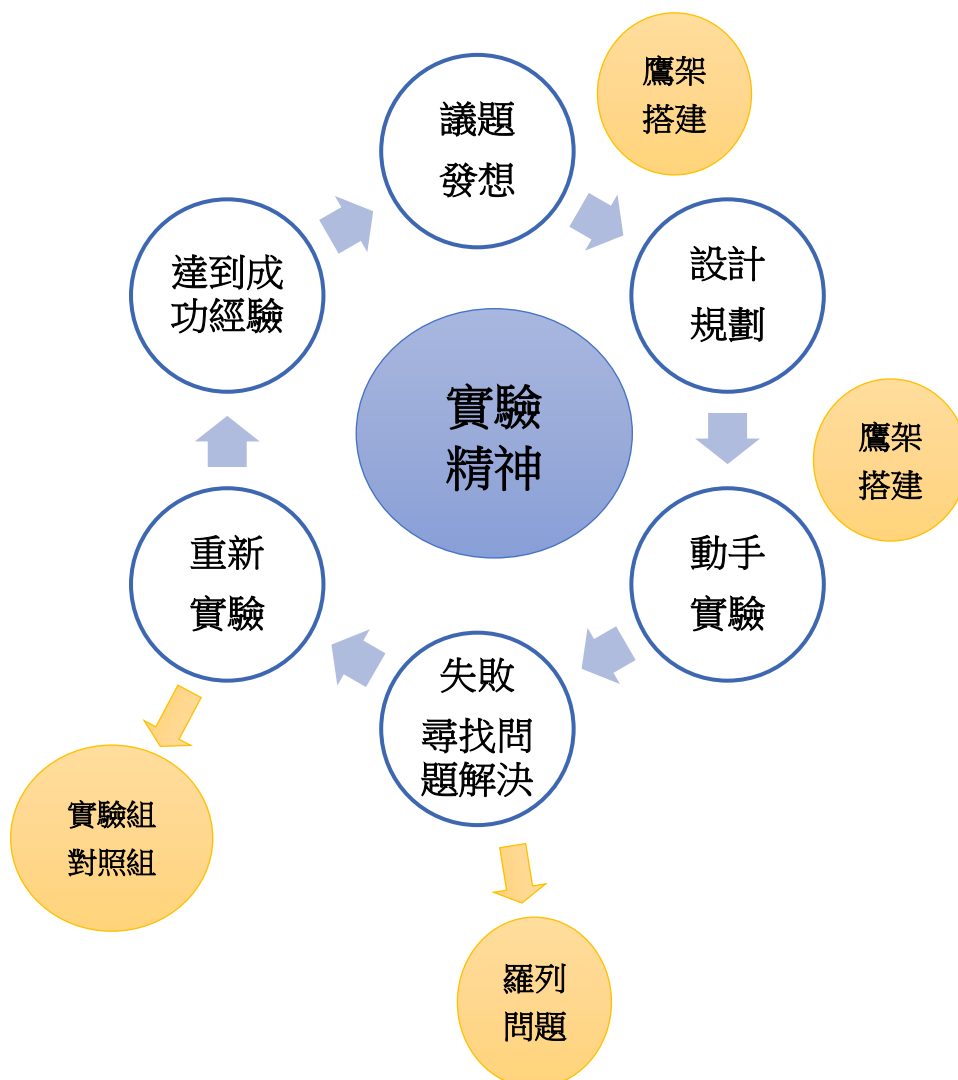 鷹架
搭建
議題
發想
設計
規劃
達到成
功經驗
實驗
精神
鷹架
搭建
動手
實驗
重新
實驗
失敗
尋找問
題解決
實驗組
對照組
羅列
問題